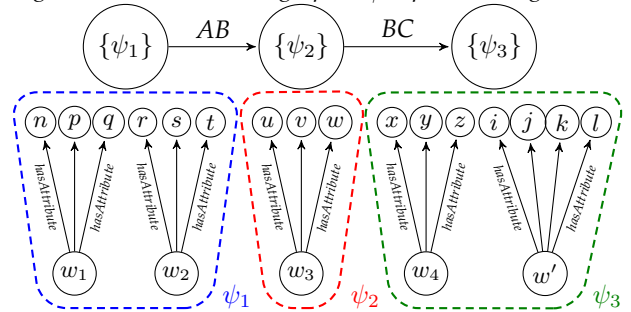 AB BC
{ψ₁} {ψ₂} {ψ₃}
n p q r s t u v w x y z i j k l
hasAttribute hasAttribute hasAttribute hasAttribute hasAttribute hasAttribute hasAttribute hasAttribute hasAttribute hasAttribute
w₁ w₂ w₃ w₄ w′
ψ₁ ψ₂ ψ₃